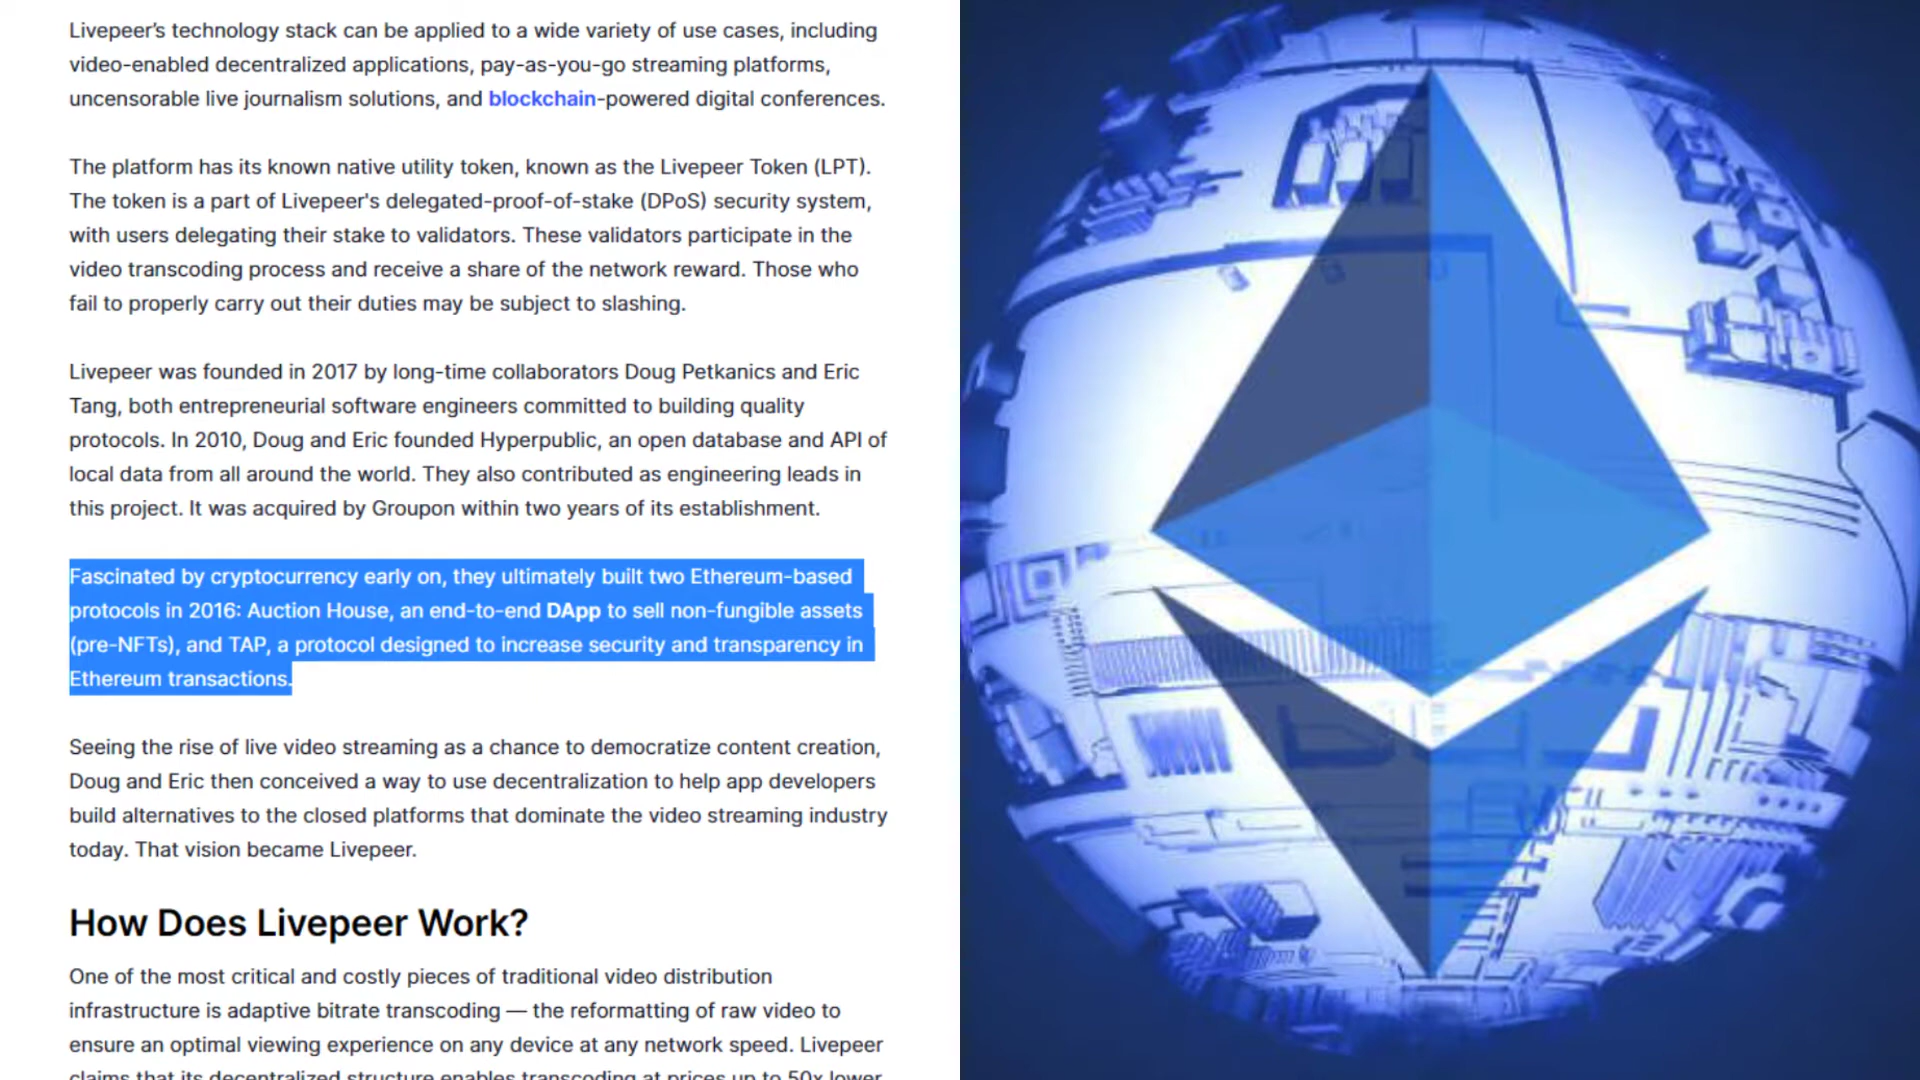 Livepeer’s technology stack can be applied to a wide variety of use cases, including
video-enabled decentralized applications, pay-as-you-go streaming platforms,
uncensorable live journalism solutions, and blockchain-powered digital conferences.
The platform has its known native utility token, known as the Livepeer Token (LPT).
The token is a part of Livepeer's delegated-proof-of-stake (DPoS) security system,
with users delegating their stake to validators. These validators participate in the
video transcoding process and receive a share of the network reward. Those who
fail to properly carry out their duties may be subject to slashing.
Livepeer was founded in 2017 by long-time collaborators Doug Petkanics and Eric
Tang, both entrepreneurial software engineers committed to building quality
protocols. In 2010, Doug and Eric founded Hyperpublic, an open database and API of
local data from all around the world. They also contributed as engineering leads in
this project. It was acquired by Groupon within two years of its establishment.
Fascinated by cryptocurrency early on, they ultimately built two Ethereum-based
protocols in 2016: Auction House, an end-to-end DApp to sell non-fungible assets
(pre-NFTs), and TAP, a protocol designed to increase security and transparency in
Ethereum transactions.
Seeing the rise of live video streaming as a chance to democratize content creation,
Doug and Eric then conceived a way to use decentralization to help app developers
build alternatives to the closed platforms that dominate the video streaming industry
today. That vision became Livepeer.
How Does Livepeer Work?
One of the most critical and costly pieces of traditional video distribution
infrastructure is adaptive bitrate transcoding — the reformatting of raw video to
ensure an optimal viewing experience on any device at any network speed. Livepeer
claims that its decentralized structure enables transcoding at prices up to 50x lower